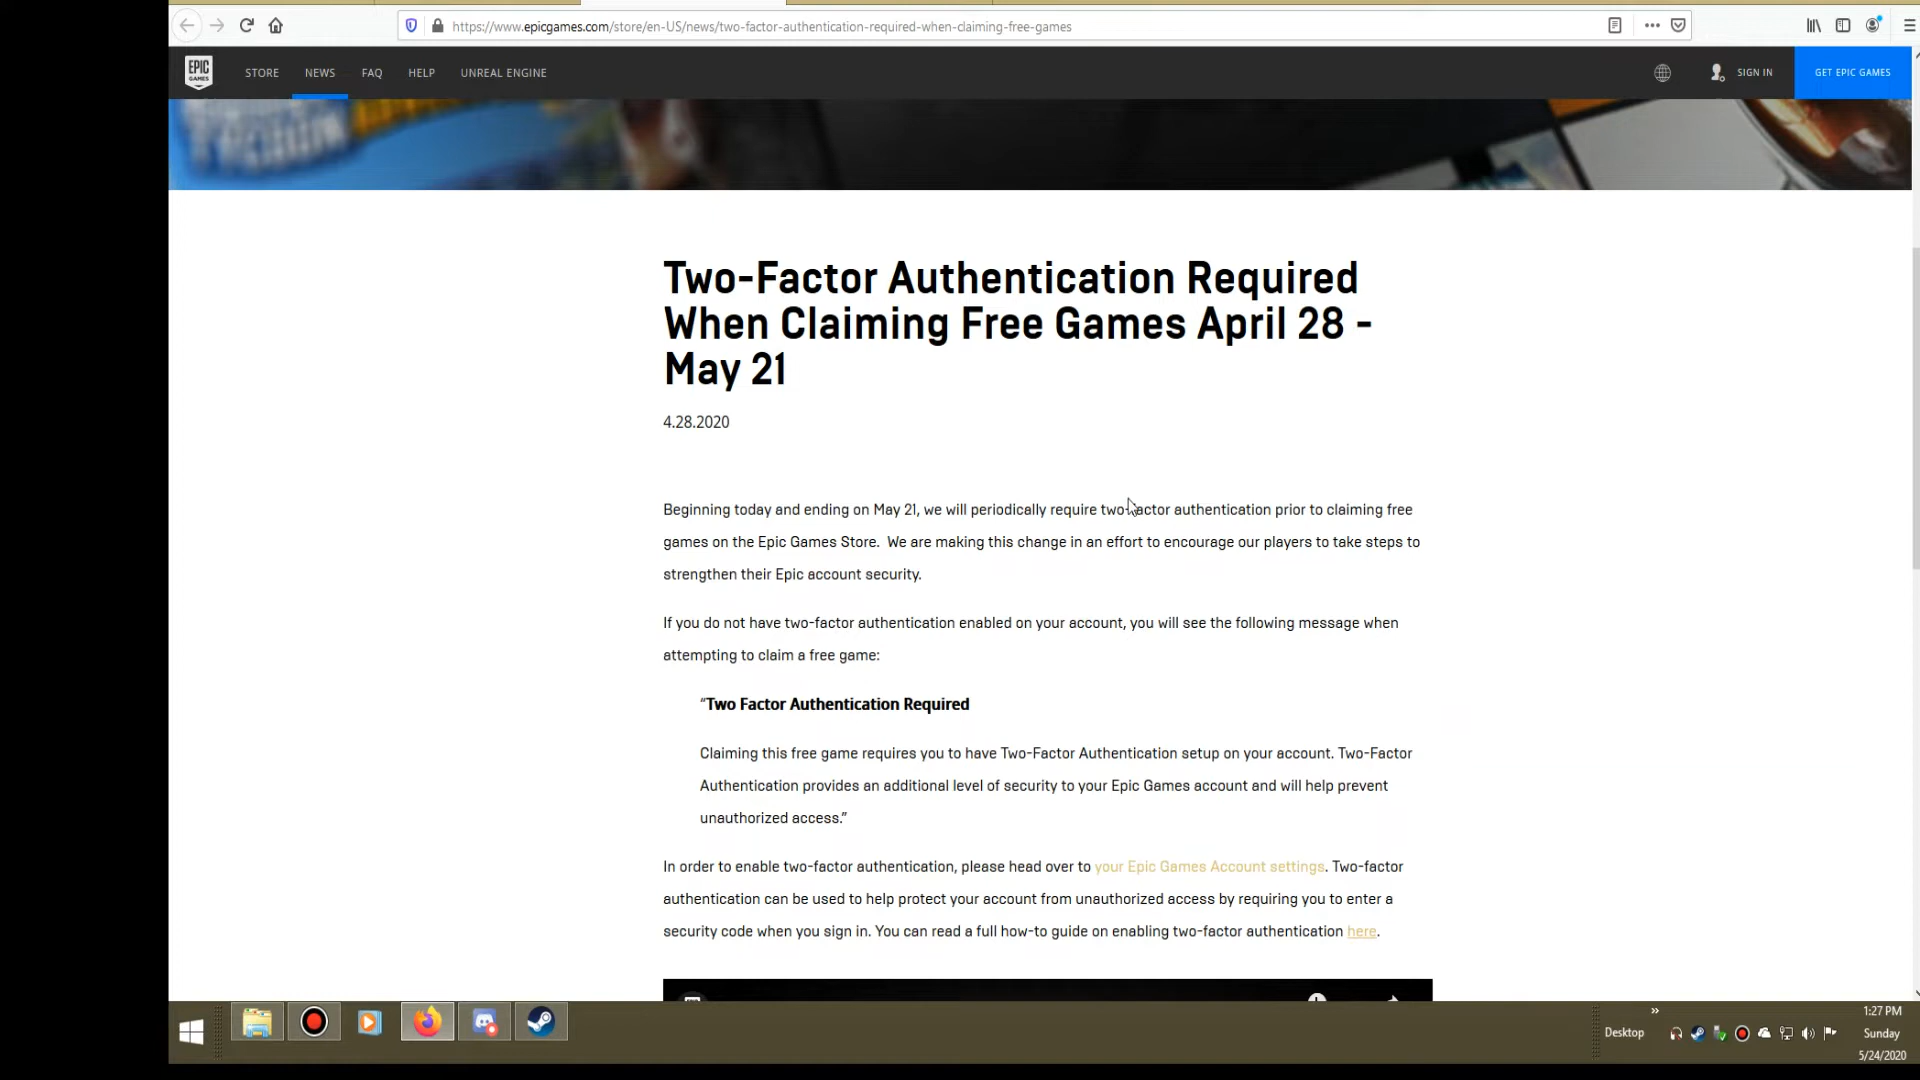 https://www.epicgames.com/store/en-US/news/two-factor-authentication-required-when-claiming-free-games
EPIC GAMES
STORE NEWS FAQ HELP UNREAL ENGINE SIGN IN GET EPIC GAMES
Two-Factor Authentication Required
When Claiming Free Games April 28 -
May 21
4.28.2020
Beginning today and ending on May 21, we will periodically require two-factor authentication prior to claiming free
games on the Epic Games Store. We are making this change in an effort to encourage our players to take steps to
strengthen their Epic account security.
If you do not have two-factor authentication enabled on your account, you will see the following message when
attempting to claim a free game:
“Two Factor Authentication Required
Claiming this free game requires you to have Two-Factor Authentication setup on your account. Two-Factor
Authentication provides an additional level of security to your Epic Games account and will help prevent
unauthorized access.”
In order to enable two-factor authentication, please head over to your Epic Games Account settings. Two-factor
authentication can be used to help protect your account from unauthorized access by requiring you to enter a
security code when you sign in. You can read a full how-to guide on enabling two-factor authentication here.
Desktop
1:27 PM
Sunday
5/24/2020